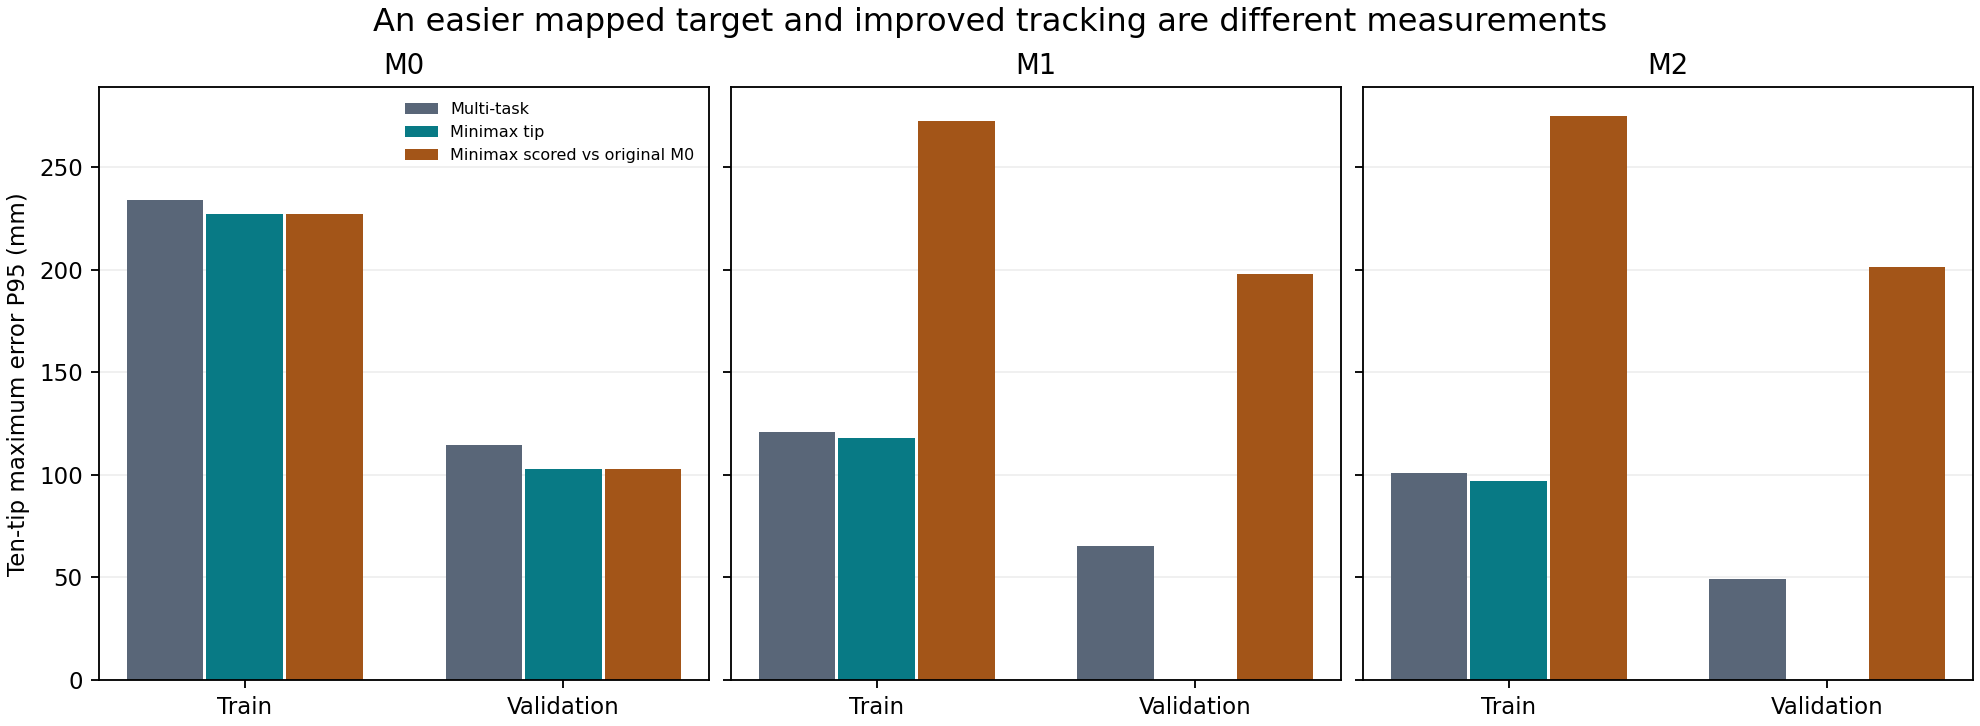 An easier mapped target and improved tracking are different measurements
M0
M1
M2
Multi-task
Minimax tip
Minimax scored vs original M0
Ten-tip maximum error P95 (mm)
250
200
150
100
50
0
Train
Validation
Train
Validation
Train
Validation